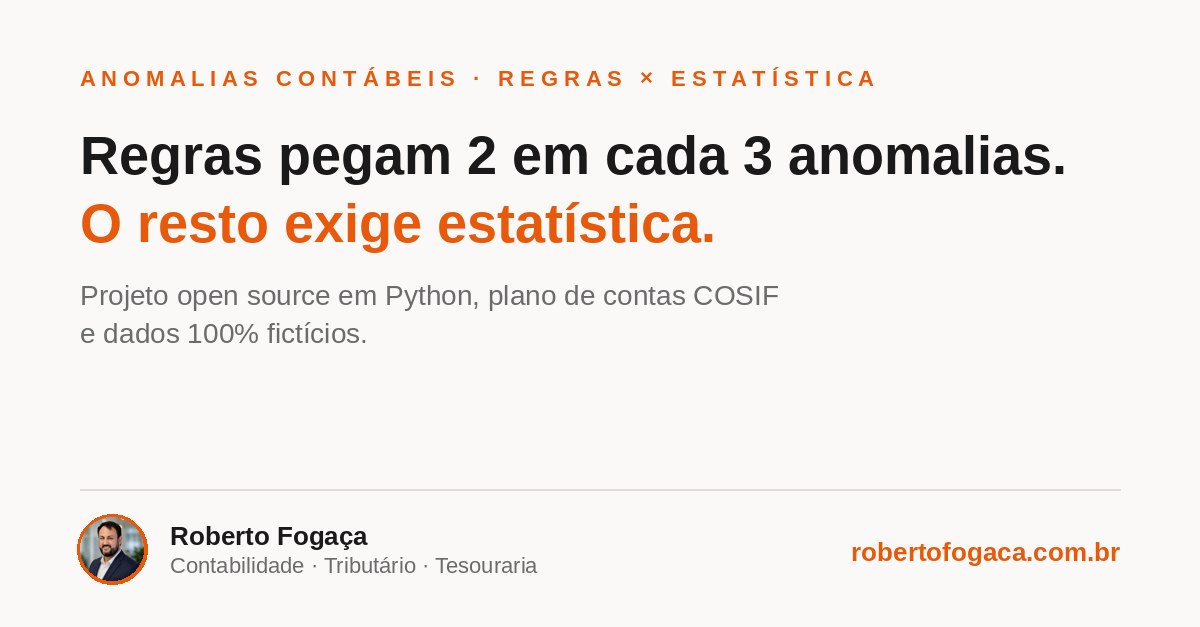 ANOMALIAS CONTÁBEIS · REGRAS × ESTATÍSTICA
Regras pegam 2 em cada 3 anomalias.
O resto exige estatística.
Projeto open source em Python, plano de contas COSIF
e dados 100% fictícios.
Roberto Fogaça
Contabilidade · Tributário · Tesouraria
robertofogaca.com.br